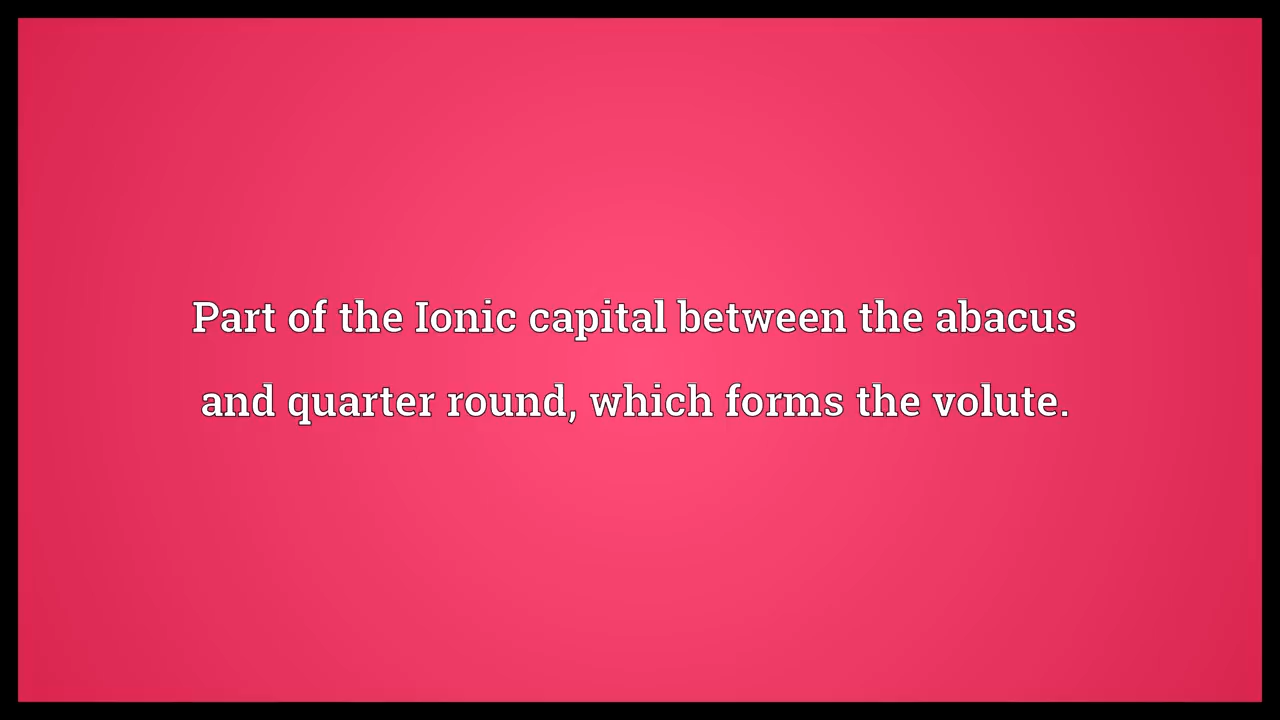 Part of the Ionic capital between the abacus
and quarter round, which forms the volute.